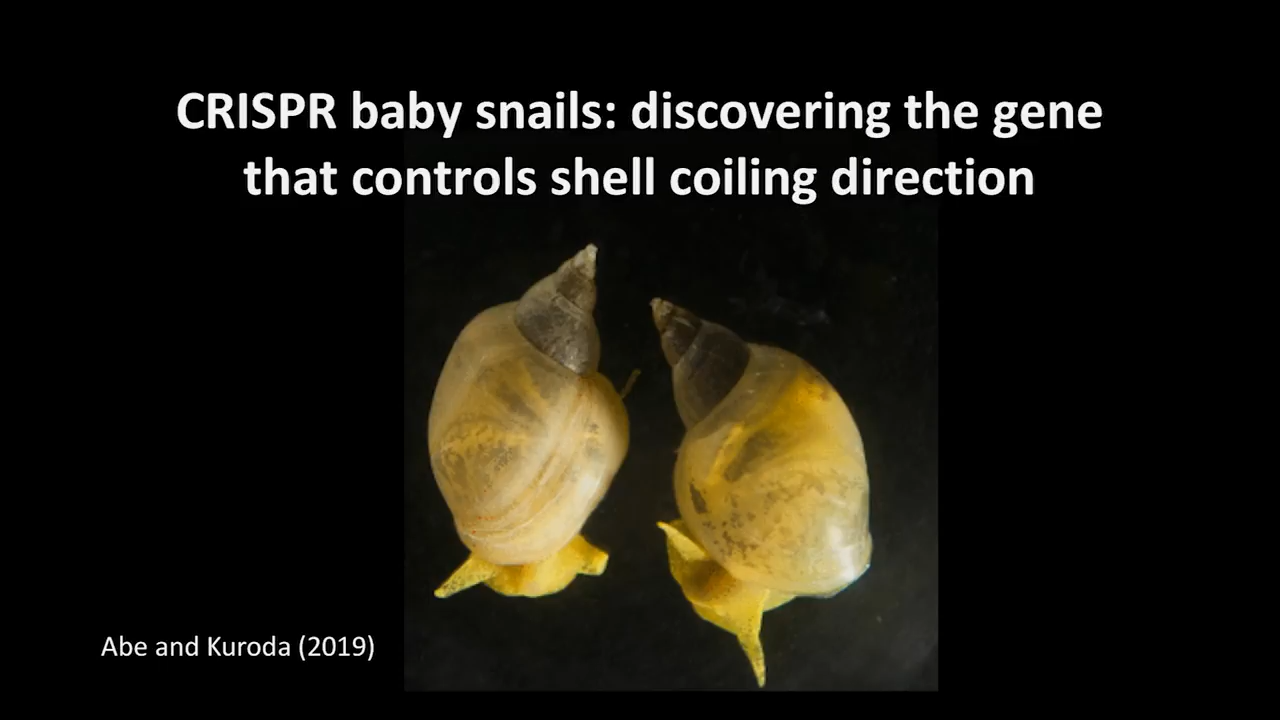 CRISPR baby snails: discovering the gene
that controls shell coiling direction
Abe and Kuroda (2019)